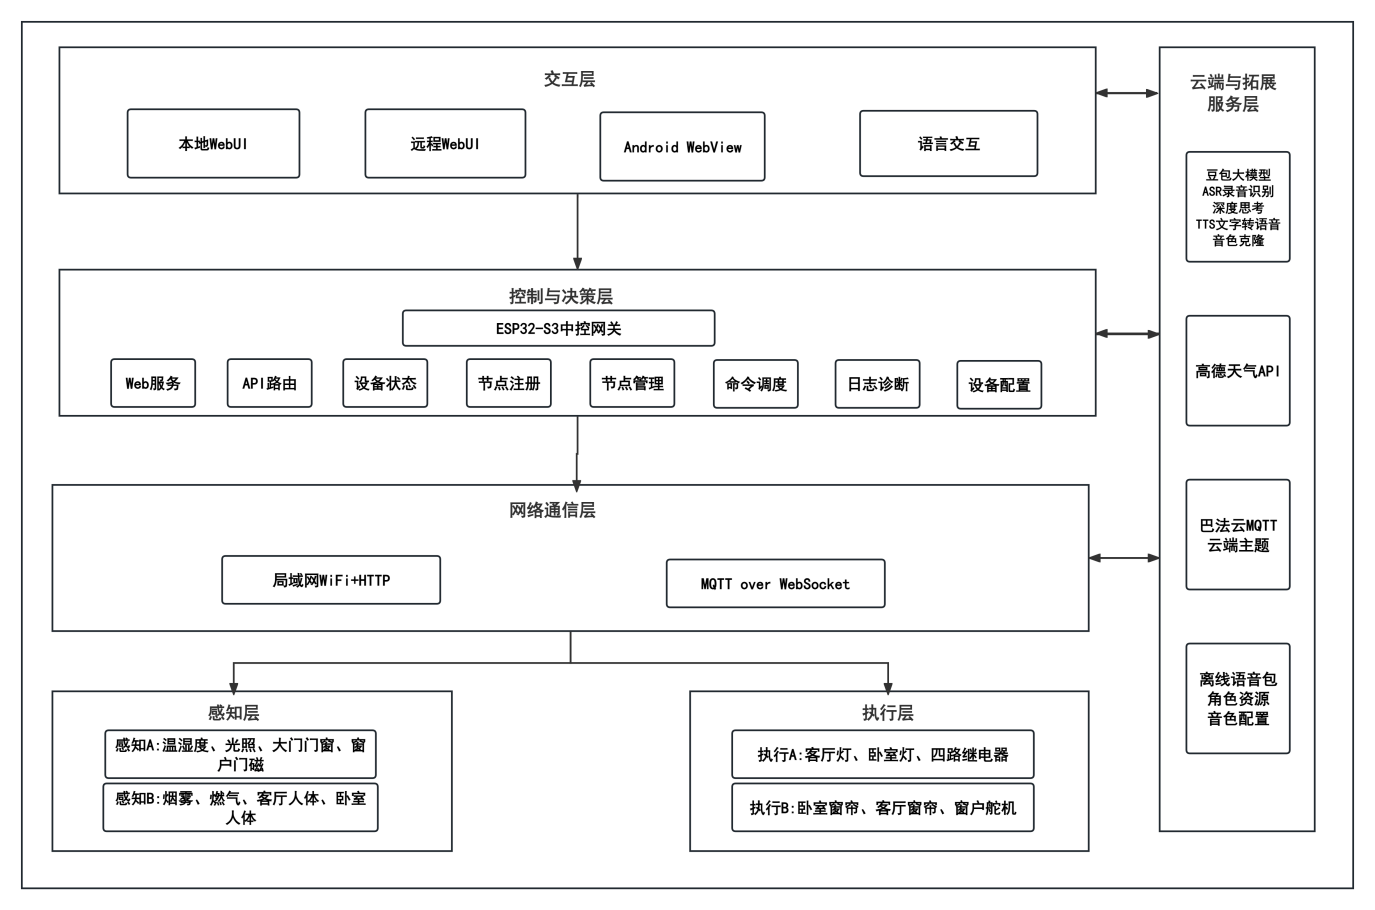 交互层
本地WebUI
远程WebUI
Android WebView
语言交互
控制与决策层
ESP32-S3中控网关
Web服务
API路由
设备状态
节点注册
节点管理
命令调度
日志诊断
设备配置
网络通信层
局域网WiFi+HTTP
MQTT over WebSocket
感知层
感知A:温湿度、光照、大门门窗、窗
户门磁
感知B:烟雾、燃气、客厅人体、卧室
人体
执行层
执行A:客厅灯、卧室灯、四路继电器
执行B:卧室窗帘、客厅窗帘、窗户舵机
云端与拓展
服务层
豆包大模型
ASR录音识别
深度思考
TTS文字转语音
音色克隆
高德天气API
巴法云MQTT
云端主题
离线语音包
角色资源
音色配置